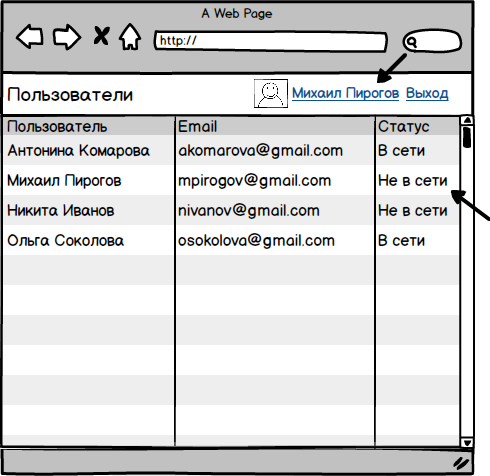 A Web Page
http://
Пользователи
Михаил Пирогов Выход
Пользователь Email Статус
Антонина Комарова akomarova@gmail.com В сети
Михаил Пирогов mpirogov@gmail.com Не в сети
Никита Иванов nivanov@gmail.com Не в сети
Ольга Соколова osokolova@gmail.com В сети